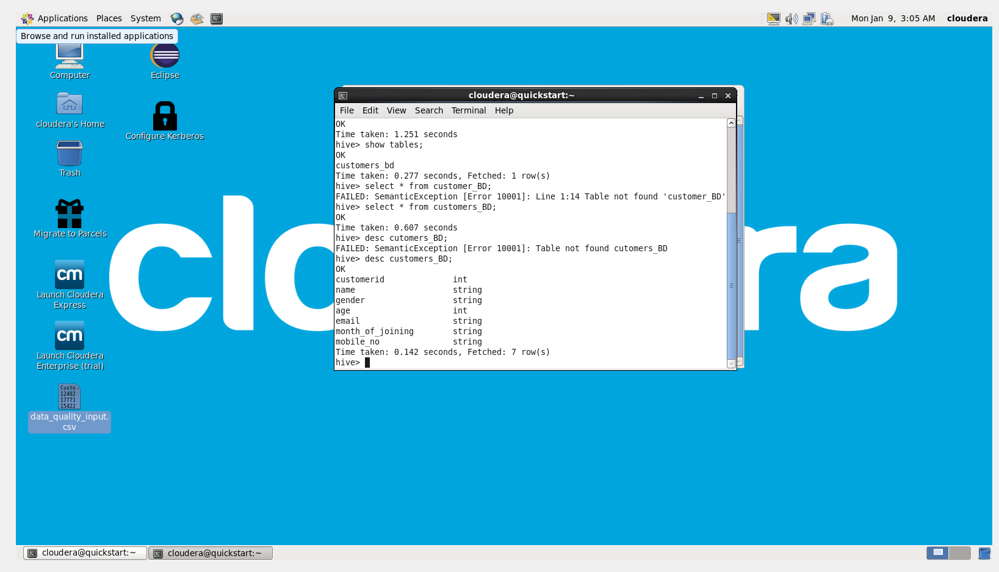 Applications Places System Mon Jan 9, 3:05 AM cloudera
Browse and run installed applications
Computer
Eclipse
cloudera's Home
Configure Kerberos
Trash
Migrate to Parcels
Launch Cloudera
Express
Launch Cloudera
Enterprise (trial)
Custo
12402
17771
15422
data_quality_input.
csv
cloudera@quickstart:~
File Edit View Search Terminal Help
OK
Time taken: 1.251 seconds
hive> show tables;
OK
customers_bd
Time taken: 0.277 seconds, Fetched: 1 row(s)
hive> select * from customer_BD;
FAILED: SemanticException [Error 10001]: Line 1:14 Table not found 'customer_BD'
hive> select * from customers_BD;
OK
Time taken: 0.607 seconds
hive> desc cutomers_BD;
FAILED: SemanticException [Error 10001]: Table not found cutomers_BD
hive> desc customers_BD;
OK
customerid int
name string
gender string
age int
email string
month_of_joining string
mobile_no string
Time taken: 0.142 seconds, Fetched: 7 row(s)
hive>
cm
cm
clo
ra
cloudera@quickstart:~
cloudera@quickstart:~